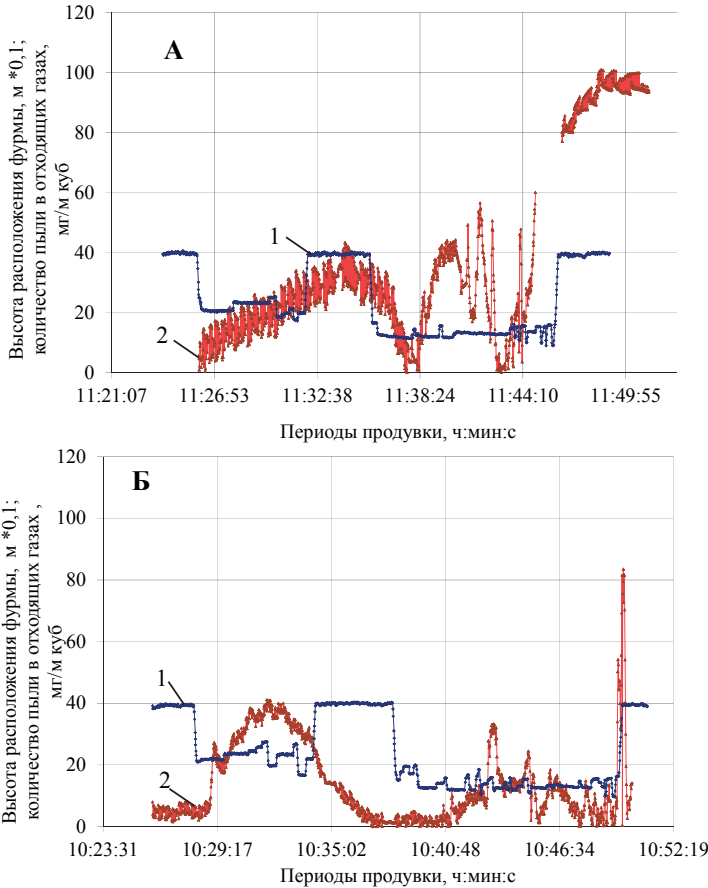 А
Высота расположения фурмы, м *0,1;
количество пыли в отходящих газах,
мг/м куб
120
100
80
60
40
20
0
1
2
11:21:07 11:26:53 11:32:38 11:38:24 11:44:10 11:49:55
Периоды продувки, ч:мин:с
Б
Высота расположения фурмы, м *0,1;
количество пыли в отходящих газах ,
мг/м куб
120
100
80
60
40
20
0
1
2
10:23:31 10:29:17 10:35:02 10:40:48 10:46:34 10:52:19
Периоды продувки, ч:мин:с